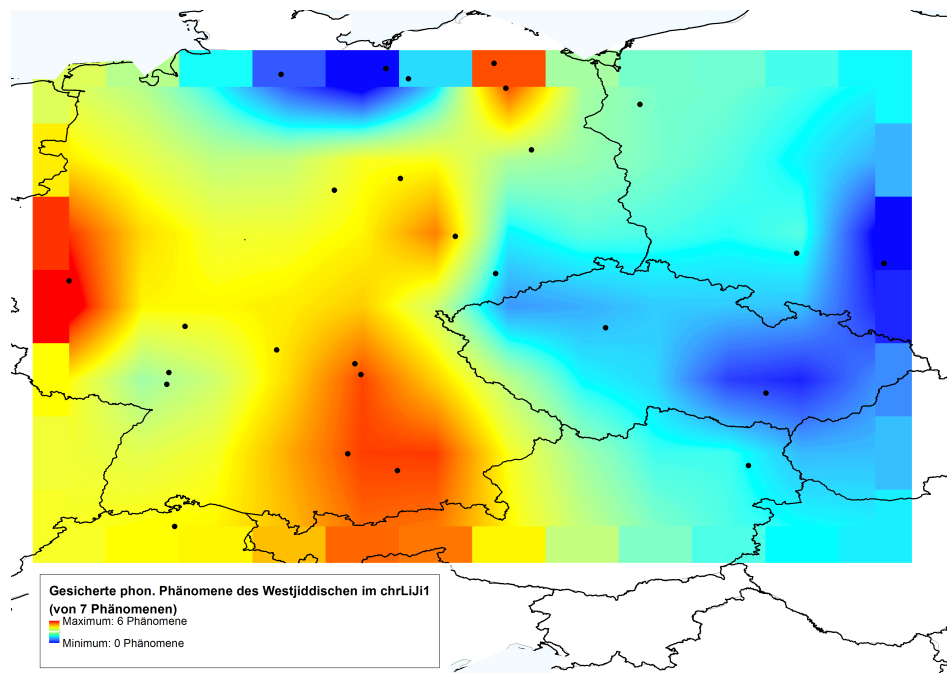 Gesicherte phon. Phänomene des Westjiddischen im chrLiJi1
(von 7 Phänomenen)
Maximum: 6 Phänomene
Minimum: 0 Phänomene